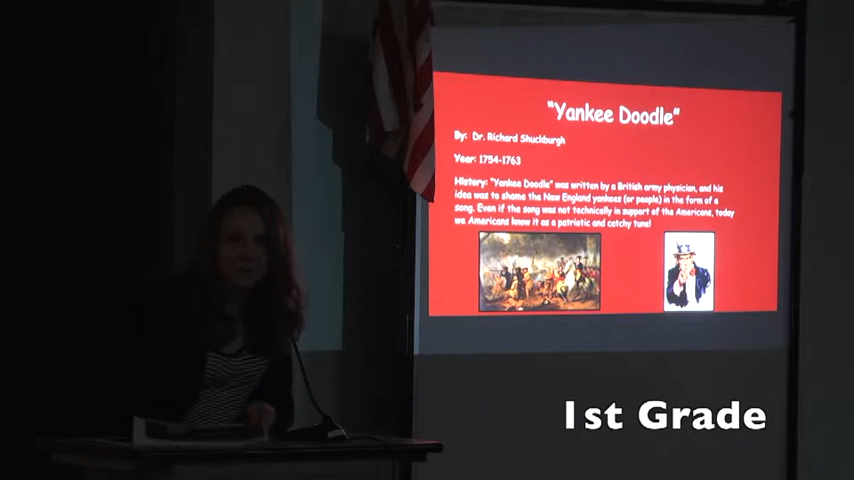 "Yankee Doodle"
By: Dr. Richard Shuckburgh
Year: 1754-1763
History: "Yankee Doodle" was written by a British army physician, and his
idea was to shame the New England yankees (or people) in the form of a
song. Even if the song was not technically in support of the Americans, today
we Americans know it as a patriotic and catchy tune!
1st Grade